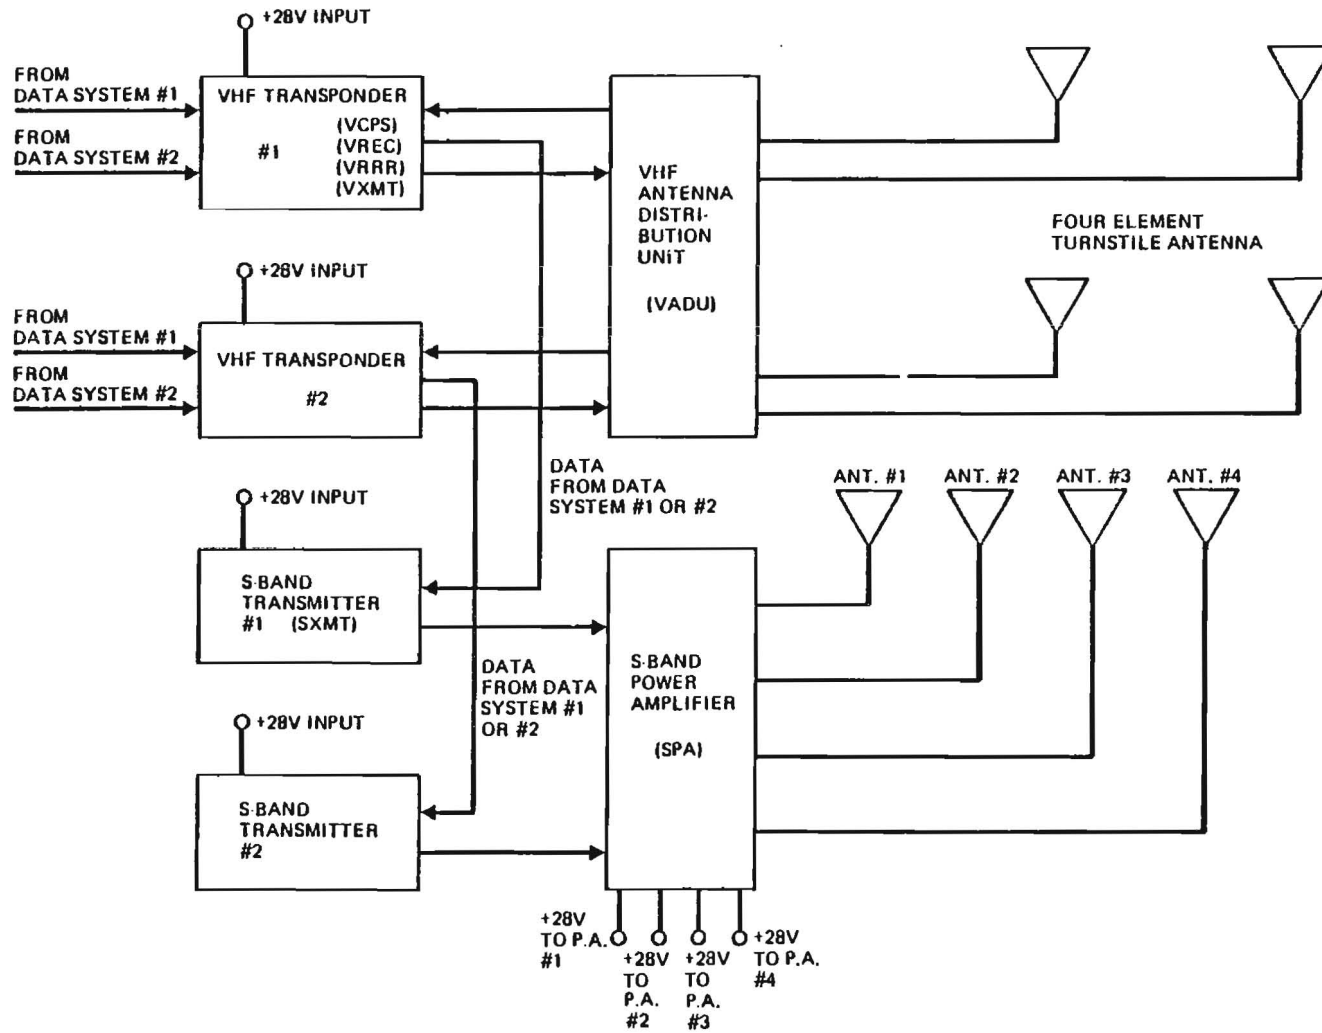 +28V INPUT
FROM
DATA SYSTEM #1
FROM
DATA SYSTEM #2
VHF TRANSPONDER
#1
(VCPS)
(VREC)
(VRRR)
(VXMT)
VHF
ANTENNA
DISTRI-
BUTION
UNIT
(VADU)
FOUR ELEMENT
TURNSTILE ANTENNA
+28V INPUT
FROM
DATA SYSTEM #1
FROM
DATA SYSTEM #2
VHF TRANSPONDER
#2
DATA
FROM DATA
SYSTEM #1 OR #2
ANT. #1
ANT. #2
ANT. #3
ANT. #4
+28V INPUT
S-BAND
TRANSMITTER
#1 (SXMT)
DATA
FROM DATA
SYSTEM #1
OR #2
S-BAND
POWER
AMPLIFIER
(SPA)
+28V INPUT
S-BAND
TRANSMITTER
#2
+28V
TO P.A.
#1
+28V
TO
P.A.
#2
+28V
TO
P.A.
#3
+28V
TO P.A.
#4